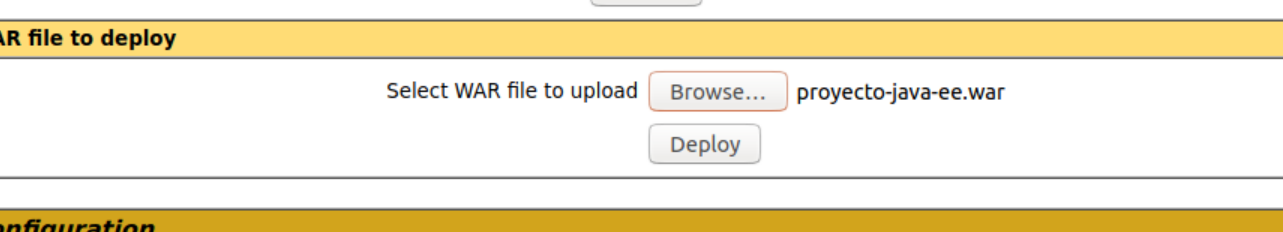 AR file to deploy
Select WAR file to upload Browse... proyecto-java-ee.war
Deploy
onfiguration